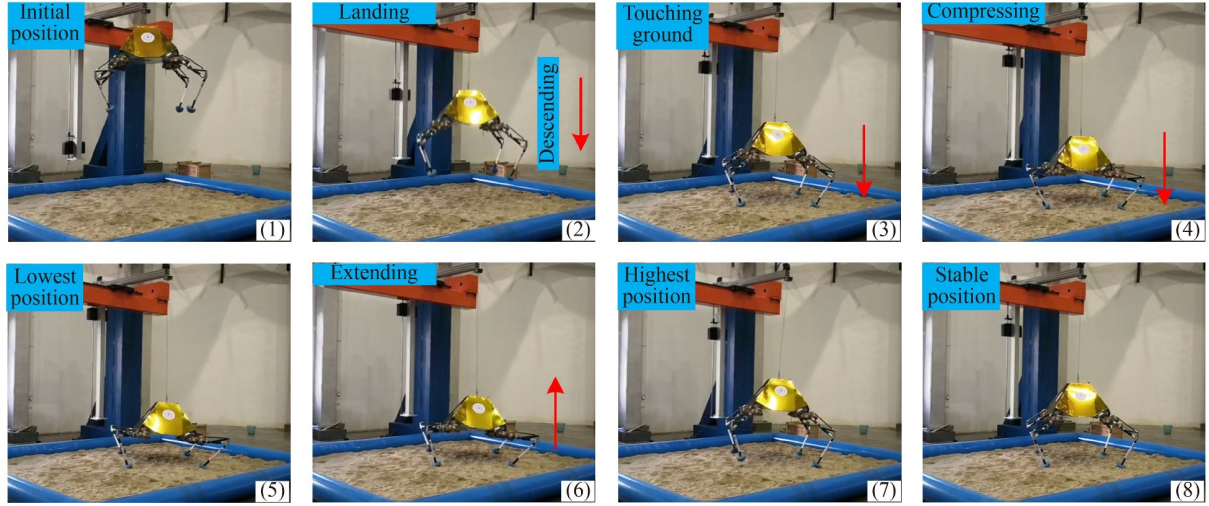 Initial
position
(1)
Landing
Descending
(2)
Touching
ground
(3)
Compressing
(4)
Lowest
position
(5)
Extending
(6)
Highest
position
(7)
Stable
position
(8)